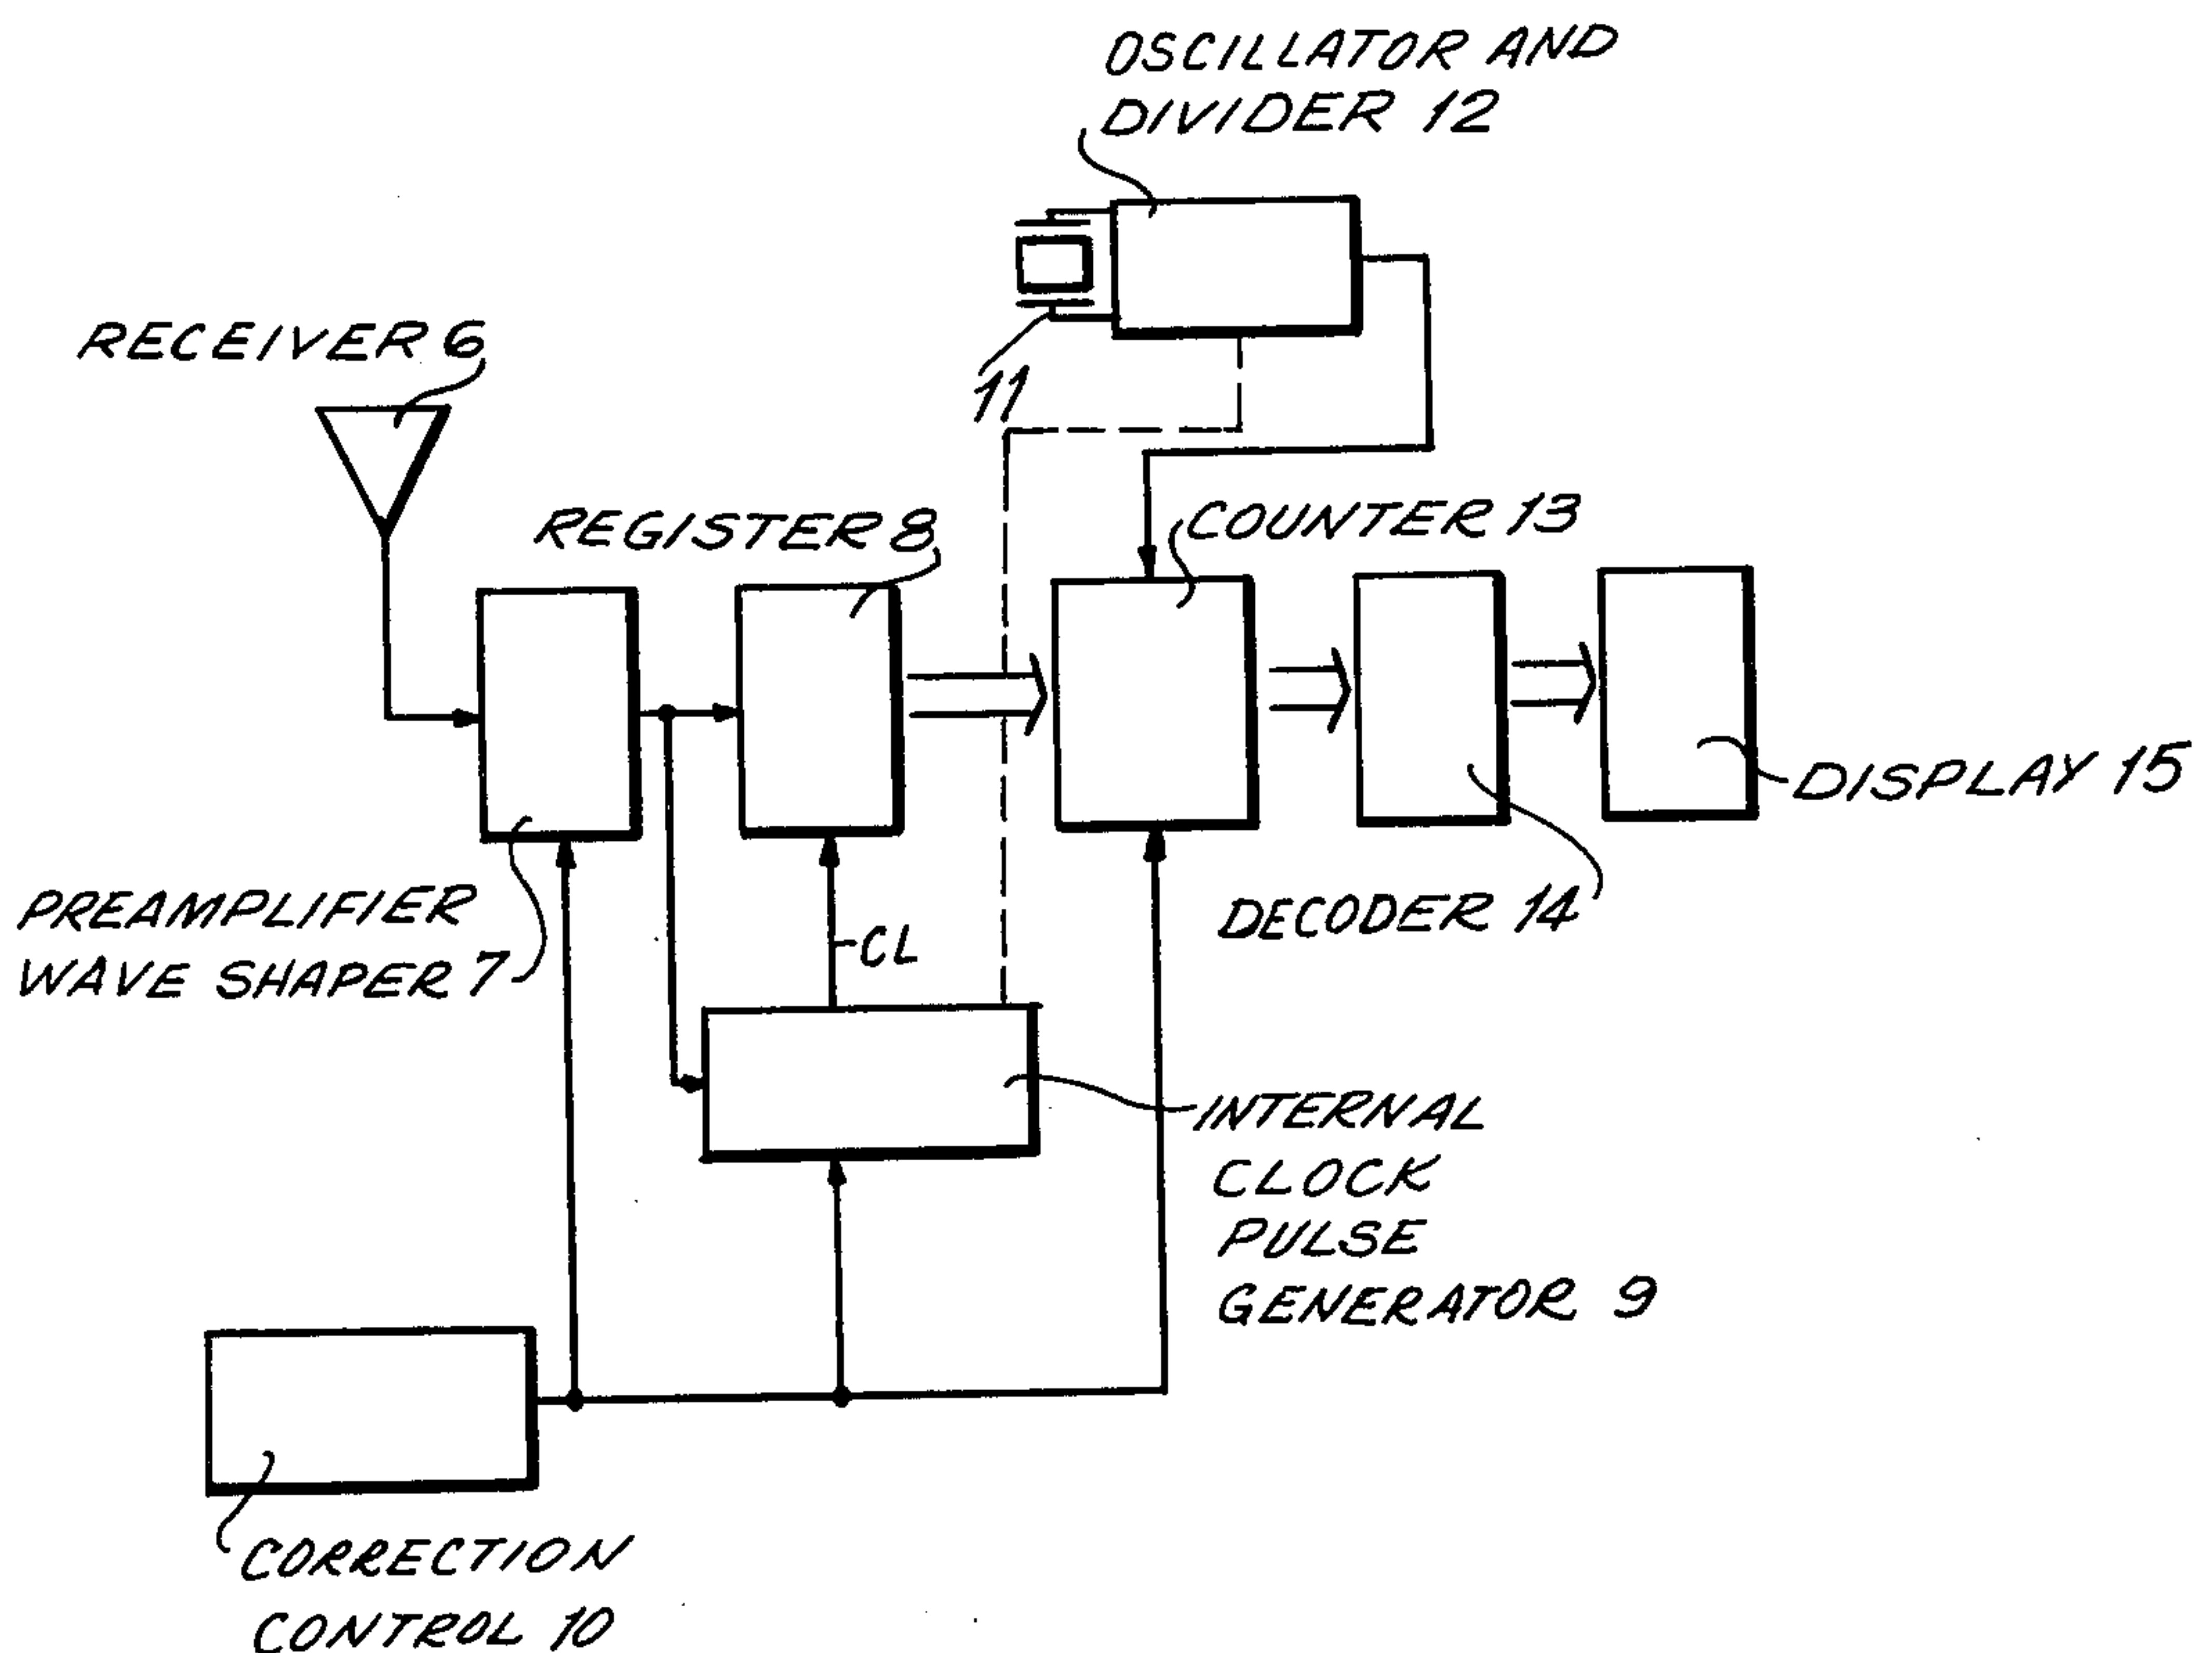 OSCILLATOR AND
DIVIDER 12
RECEIVER 6
11
REGISTER 8
COUNTER 13
DISPLAY 15
PREAMPLIFIER
WAVE SHAPER 7
DECODER 14
CL
INTERNAL
CLOCK
PULSE
GENERATOR 9
CORRECTION
CONTROL 10